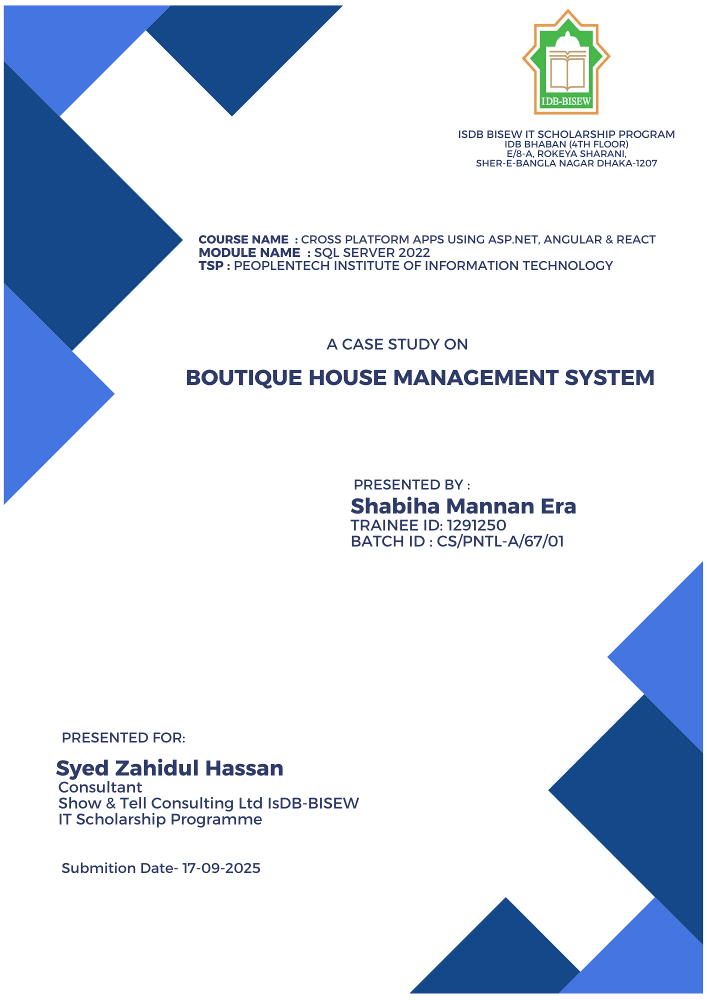 IDB-BISEW
ISDB BISEW IT SCHOLARSHIP PROGRAM
IDB BHABAN (4TH FLOOR)
E/8-A, ROKEYA SHARANI,
SHER-E-BANGLA NAGAR DHAKA-1207
COURSE NAME : CROSS PLATFORM APPS USING ASP.NET, ANGULAR & REACT
MODULE NAME : SQL SERVER 2022
TSP : PEOPLENTECH INSTITUTE OF INFORMATION TECHNOLOGY
A CASE STUDY ON
BOUTIQUE HOUSE MANAGEMENT SYSTEM
PRESENTED BY :
Shabiha Mannan Era
TRAINEE ID: 1291250
BATCH ID : CS/PNTL-A/67/01
PRESENTED FOR:
Syed Zahidul Hassan
Consultant
Show & Tell Consulting Ltd IsDB-BISEW
IT Scholarship Programme
Submition Date- 17-09-2025